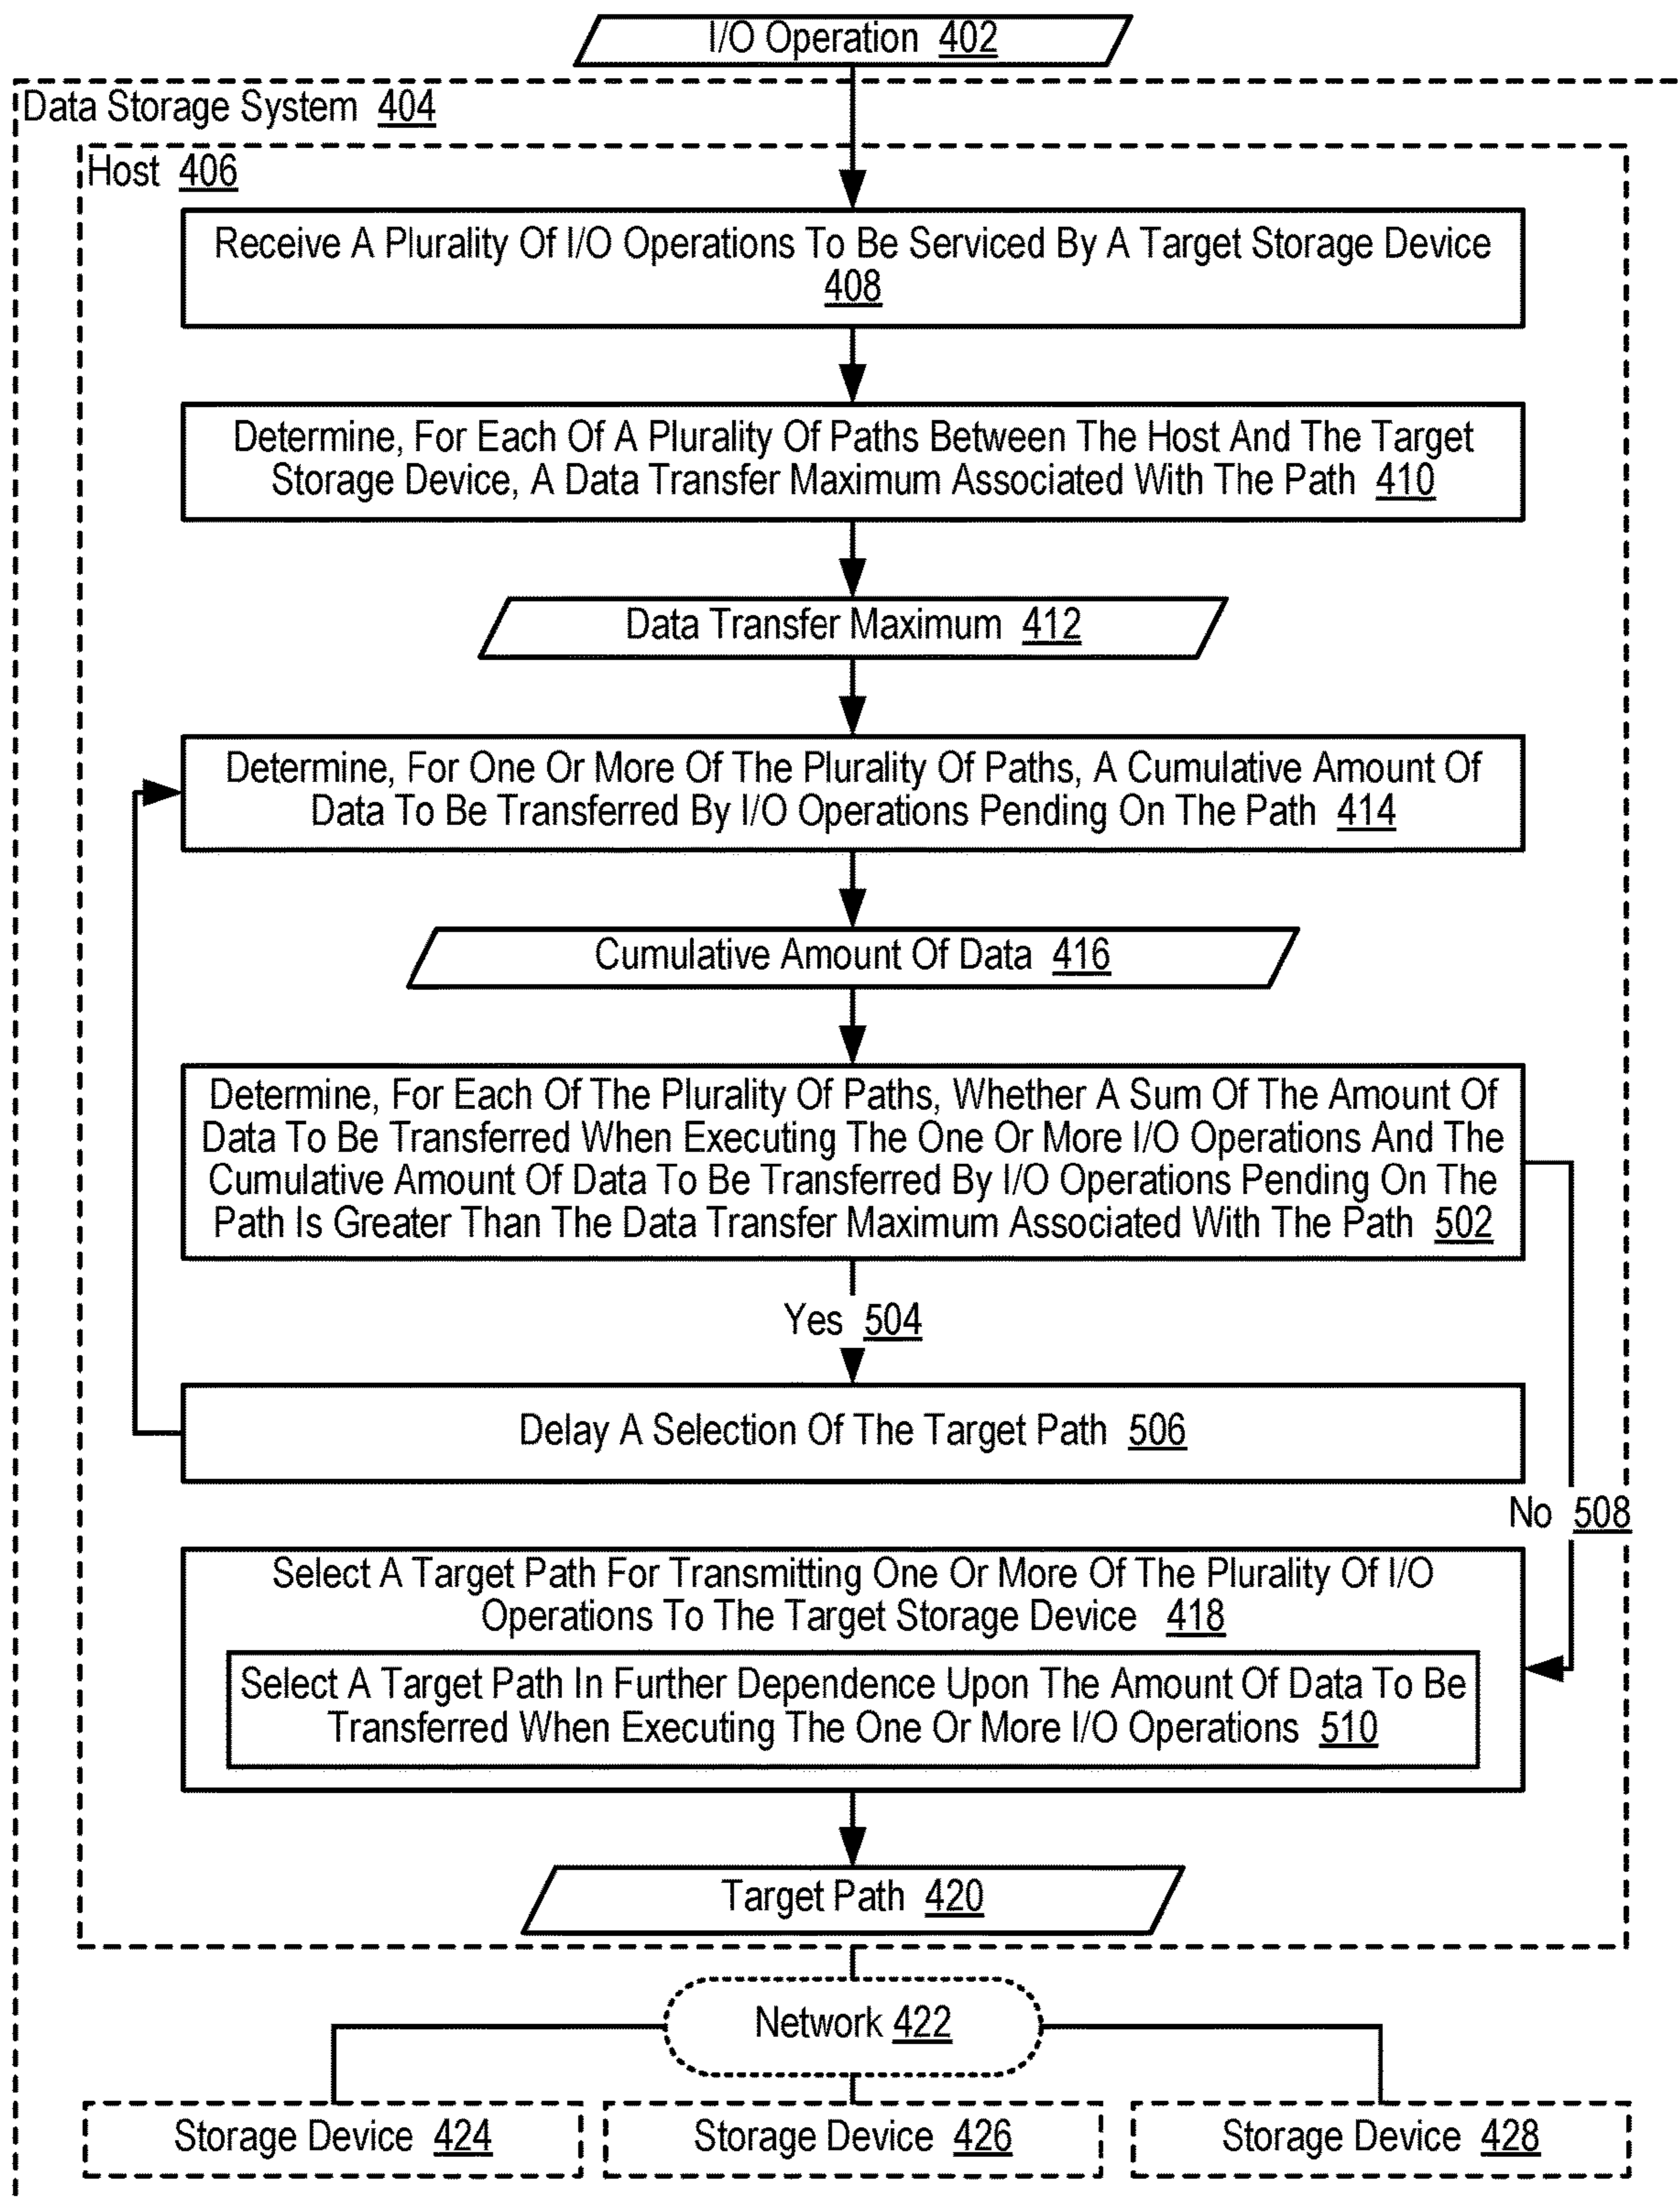 I/O Operation 402
Data Storage System 404
Host 406
Receive A Plurality Of I/O Operations To Be Serviced By A Target Storage Device
408
Determine, For Each Of A Plurality Of Paths Between The Host And The Target
Storage Device, A Data Transfer Maximum Associated With The Path 410
Data Transfer Maximum 412
Determine, For One Or More Of The Plurality Of Paths, A Cumulative Amount Of
Data To Be Transferred By I/O Operations Pending On The Path 414
Cumulative Amount Of Data 416
Determine, For Each Of The Plurality Of Paths, Whether A Sum Of The Amount Of
Data To Be Transferred When Executing The One Or More I/O Operations And The
Cumulative Amount Of Data To Be Transferred By I/O Operations Pending On The
Path Is Greater Than The Data Transfer Maximum Associated With The Path 502
Yes 504
Delay A Selection Of The Target Path 506
No 508
Select A Target Path For Transmitting One Or More Of The Plurality Of I/O
Operations To The Target Storage Device 418
Select A Target Path In Further Dependence Upon The Amount Of Data To Be
Transferred When Executing The One Or More I/O Operations 510
Target Path 420
Network 422
Storage Device 424
Storage Device 426
Storage Device 428